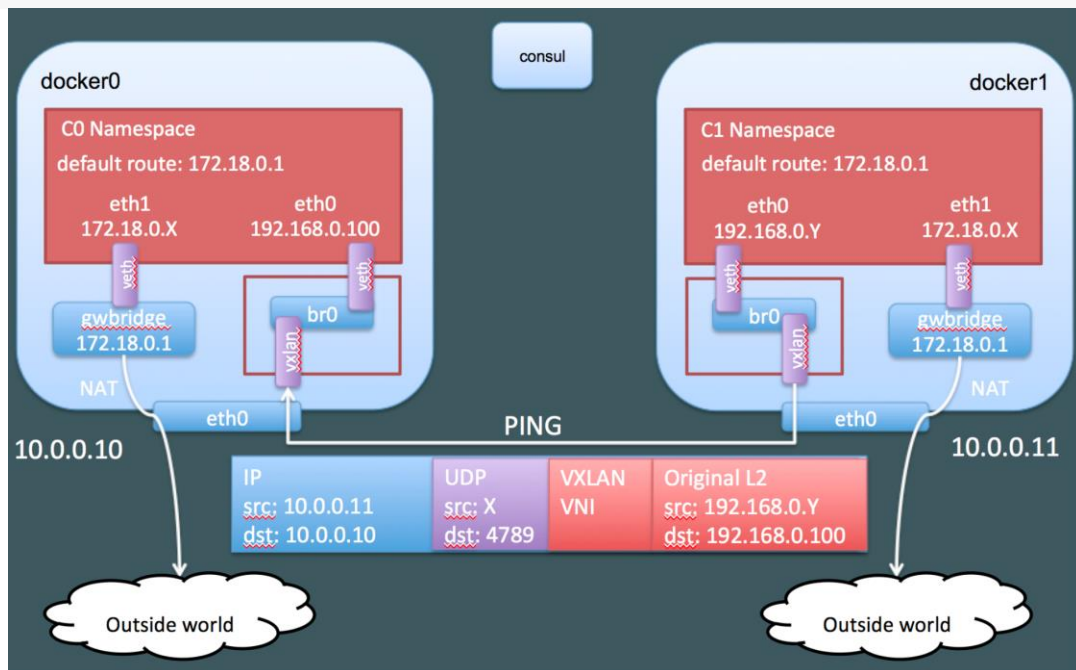 consul
docker0
C0 Namespace
default route: 172.18.0.1
eth1
172.18.0.X
eth0
192.168.0.100
veth
veth
gwbridge
172.18.0.1
br0
vxlan
NAT
eth0
10.0.0.10
docker1
C1 Namespace
default route: 172.18.0.1
eth0
192.168.0.Y
eth1
172.18.0.X
veth
veth
br0
vxlan
gwbridge
172.18.0.1
NAT
eth0
10.0.0.11
PING
IP
src: 10.0.0.11
dst: 10.0.0.10
UDP
src: X
dst: 4789
VXLAN
VNI
Original L2
src: 192.168.0.Y
dst: 192.168.0.100
Outside world
Outside world